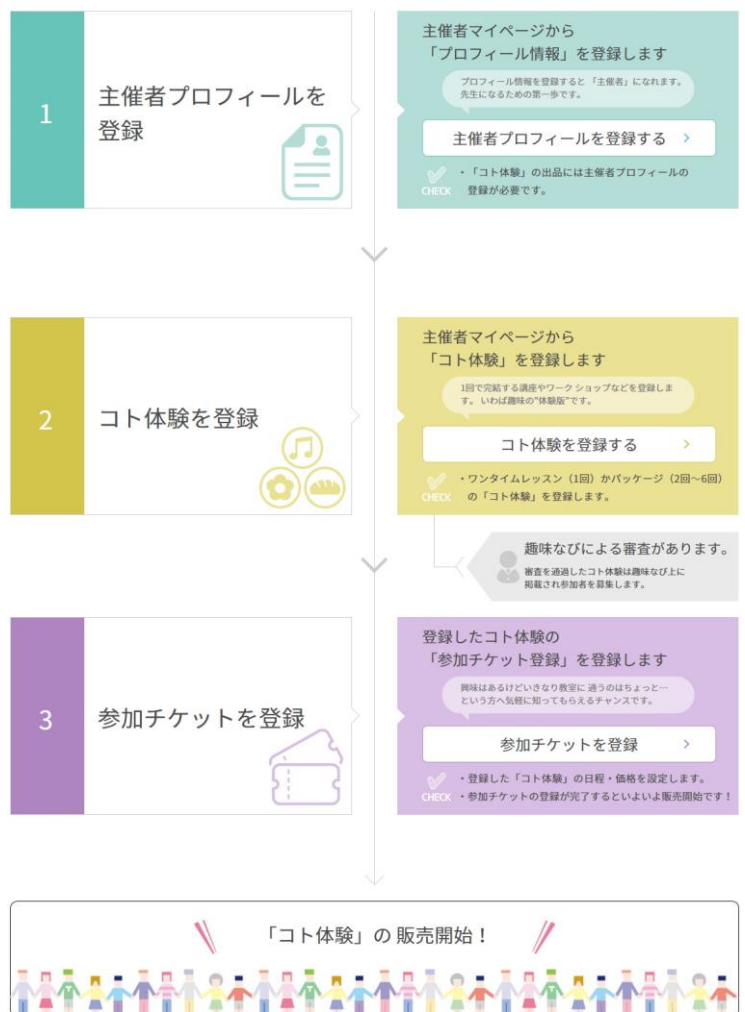 1
主催者プロフィールを
登録
主催者マイページから
「プロフィール情報」を登録します
プロフィール情報を登録すると 「主催者」になれます。
先生になるための第一歩です。
主催者プロフィールを登録する
CHECK
・「コト体験」の出品には主催者プロフィールの
登録が必要です。
2
コト体験を登録
主催者マイページから
「コト体験」を登録します
1回で完結する講座やワーク ショップなどを登録しま
す。 いわば趣味の"体験版"です。
コト体験を登録する
CHECK
・ワンタイムレッスン（1回）かパッケージ（2回～6回）
の「コト体験」を登録します。
趣味なびによる審査があります。
審査を通過したコト体験は趣味なび上に
掲載され参加者を募集します。
3
参加チケットを登録
登録したコト体験の
「参加チケット登録」を登録します
興味はあるけどいきなり教室に 通うのはちょっと…
という方へ気軽に知ってもらえるチャンスです。
参加チケットを登録
CHECK
・登録した「コト体験」の日程・価格を設定します。
・参加チケットの登録が完了するといよいよ販売開始です！
「コト体験」の 販売開始！